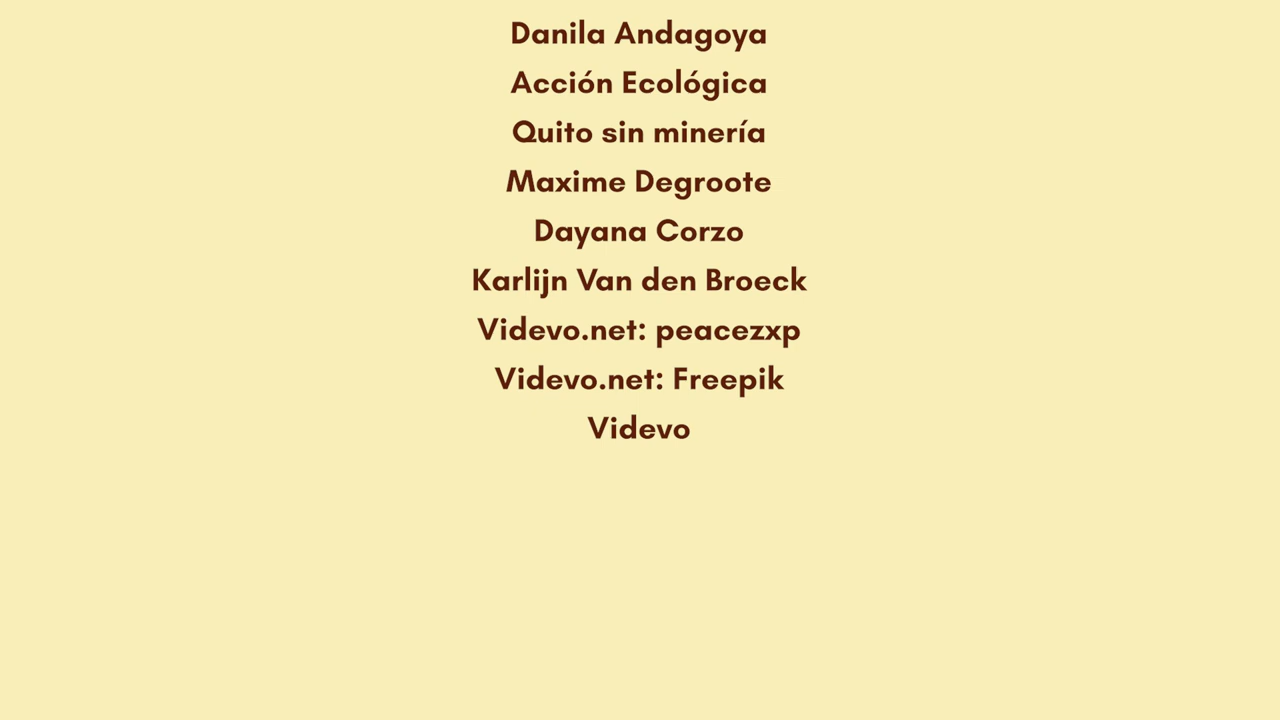 Danila Andagoya
Acción Ecológica
Quito sin minería
Maxime Degroote
Dayana Corzo
Karlijn Van den Broeck
Videvo.net: peacezxp
Videvo.net: Freepik
Videvo